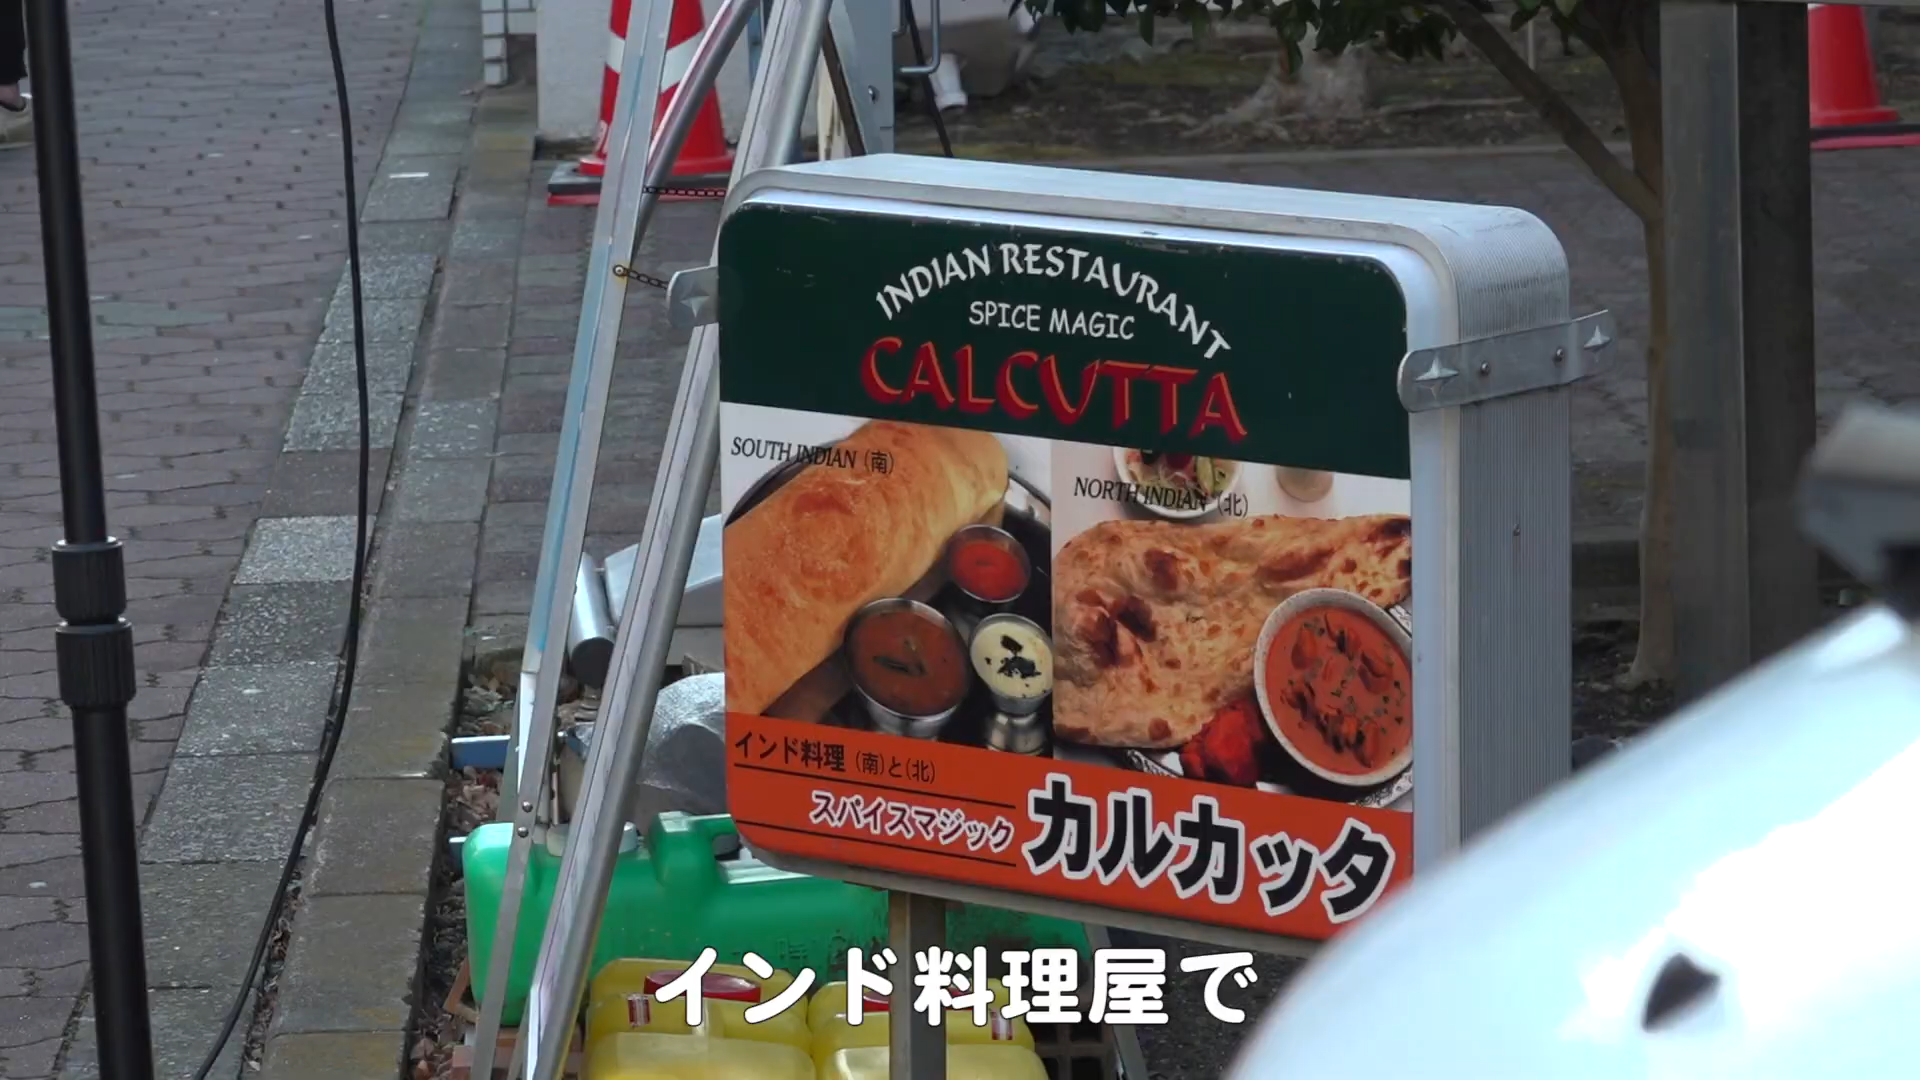 INDIAN RESTAURANT
SPICE MAGIC
CALCUTTA
SOUTH INDIAN (南)
NORTH INDIAN (北)
インド料理 (南)と(北)
スパイスマジック カルカッタ
インド料理屋で